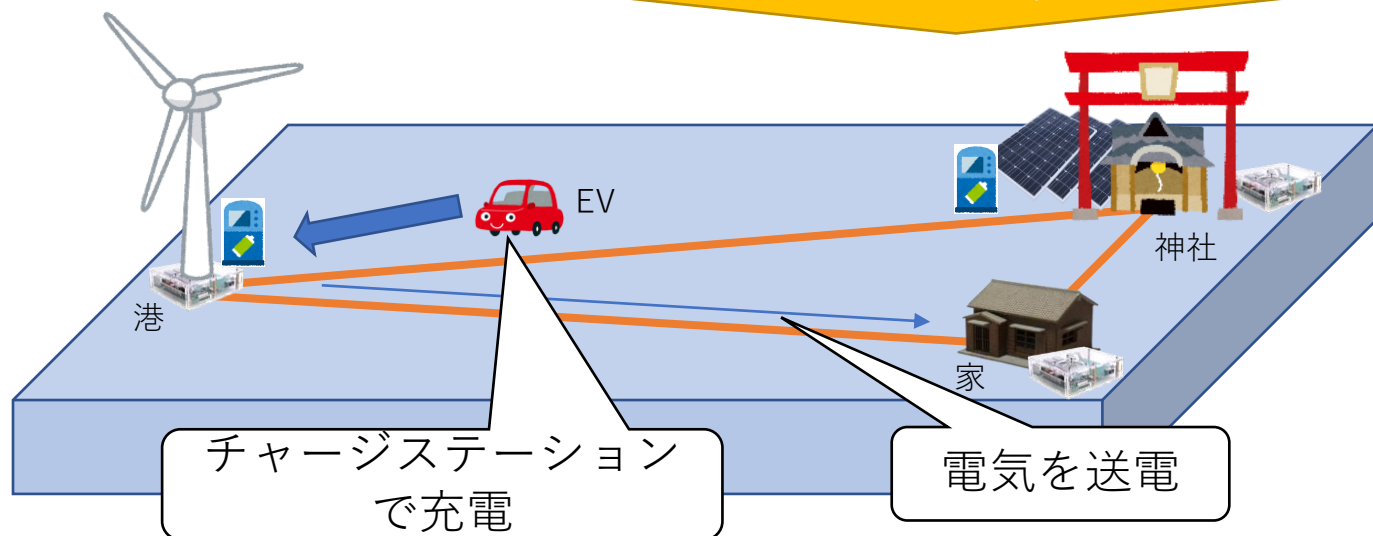 EV
神社
港
家
チャージステーション
で充電
電気を送電